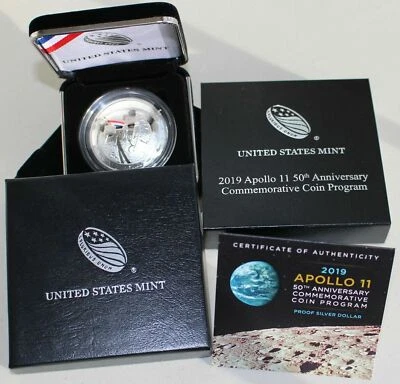 UNITED STATES MINT
UNITED STATES MINT
2019 Apollo 11 50th Anniversary
Commemorative Coin Program
UNITED STATES MINT
CERTIFICATE OF AUTHENTICITY
2019
APOLLO 11
50TH ANNIVERSARY
COMMEMORATIVE
COIN PROGRAM
PROOF SILVER DOLLAR